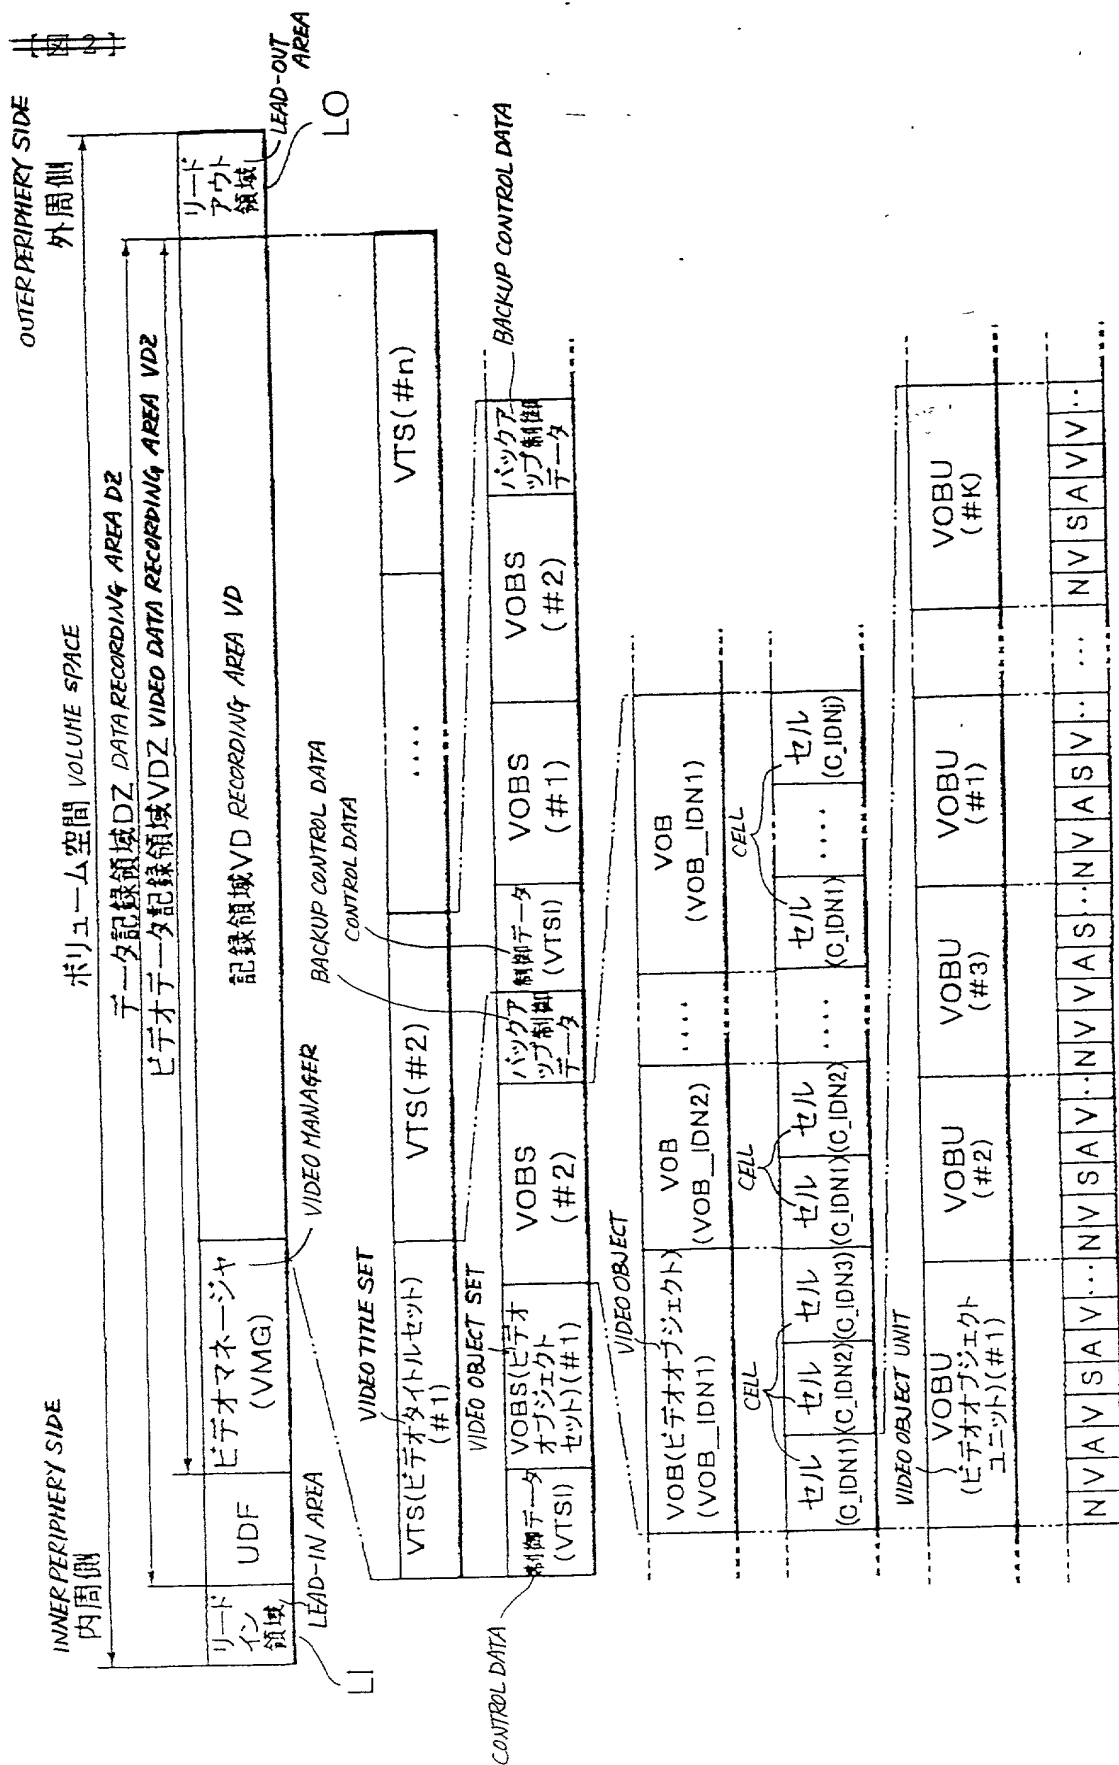 【図2】
OUTER PERIPHERY SIDE
外周側
INNER PERIPHERY SIDE
内周側
ボリューム空間 VOLUME SPACE
データ記録領域DZ DATA RECORDING AREA DZ
ビデオデータ記録領域VDZ VIDEO DATA RECORDING AREA VDZ
リード
イン
領域
LEAD-IN AREA
LI
UDF
ビデオマネージャ
(VMG)
VIDEO MANAGER
記録領域VD RECORDING AREA VD
リード
アウト
領域
LEAD-OUT
AREA
LO
VIDEO TITLE SET
VTS(ビデオタイトルセット)
(#1)
VTS(#2)
....
VTS(#n)
CONTROL DATA
VIDEO OBJECT SET
BACKUP CONTROL DATA
CONTROL DATA
BACKUP CONTROL DATA
制御データ
(VTSI)
VOBS(ビデオ
オブジェクト
セット)(#1)
VOBS
(#2)
バックア
ップ制御
データ
制御データ
(VTSI)
VOBS
(#1)
VOBS
(#2)
バックア
ップ制御
データ
VIDEO OBJECT
VOB(ビデオオブジェクト)
(VOB_IDN1)
VOB
(VOB_IDN2)
....
VOB
(VOB_IDN1)
CELL
CELL
CELL
セル
(C_IDN1)
セル
(C_IDN2)
セル
(C_IDN3)
セル
(C_IDN1)
セル
(C_IDN2)
....
セル
(C_IDN1)
....
セル
(C_IDNj)
VIDEO OBJECT UNIT
VOBU
(ビデオオブジェクト
ユニット)(#1)
VOBU
(#2)
VOBU
(#3)
VOBU
(#1)
VOBU
(#K)
N V A V S A V ... N V S A V .. N V V A S ... N V A S V .. ... N V S A V V ..